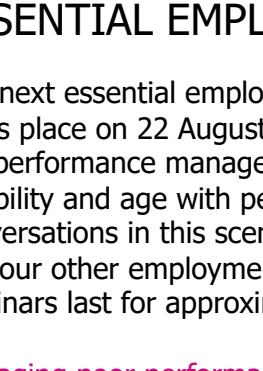 SENTIAL EMPL
next essential emplo
s place on 22 August
performance manage
bility and age with pe
versations in this scen
our other employme
inars last for approxi
aging poor performa